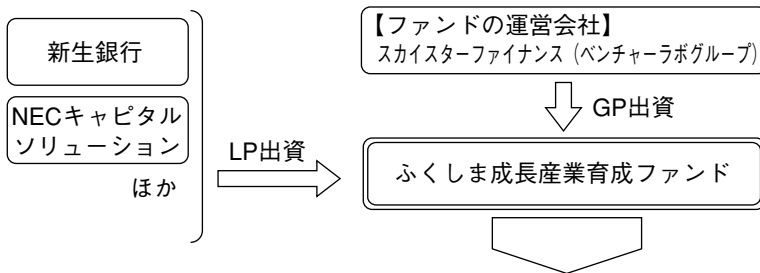 新生銀行
NECキャピタル
ソリューション
ほか
LP出資
【ファンドの運営会社】
スカイスターファイナンス（ベンチャーラボグループ）
GP出資
ふくしま成長産業育成ファンド